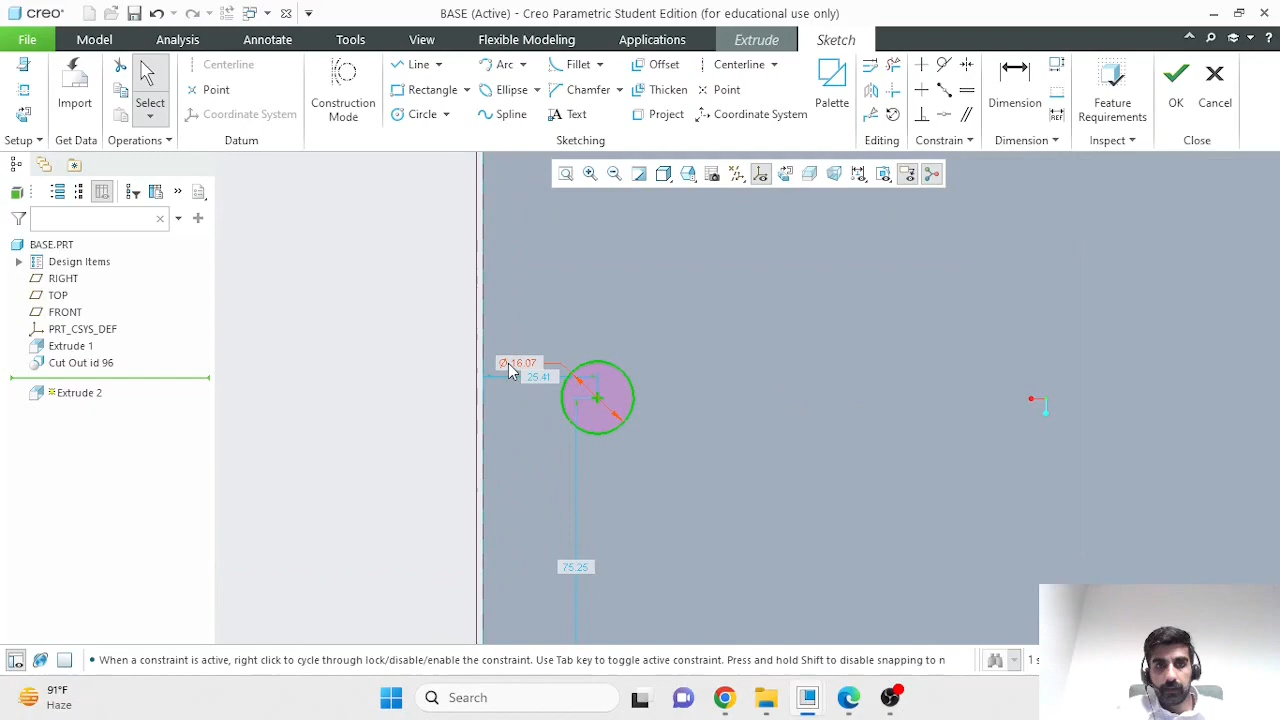 creo BASE (Active) - Creo Parametric Student Edition (for educational use only)
File Model Analysis Annotate Tools View Flexible Modeling Applications Extrude Sketch
Centerline Line Arc Fillet Offset Centerline
Import Select Point Construction Mode Rectangle Ellipse Chamfer Thicken Point Palette Dimension Feature Requirements OK Cancel
Coordinate System Circle Spline Text Project Coordinate System REF
Setup Get Data Operations Datum Sketching Editing Constrain Dimension Inspect Close
BASE.PRT
Design Items
RIGHT
TOP
FRONT
PRT_CSYS_DEF
Extrude 1
Cut Out id 96
Extrude 2
Ø 16.07
25.41
75.25
• When a constraint is active, right click to cycle through lock/disable/enable the constraint. Use Tab key to toggle active constraint. Press and hold Shift to disable snapping to n
1 s
91°F
Haze
Search